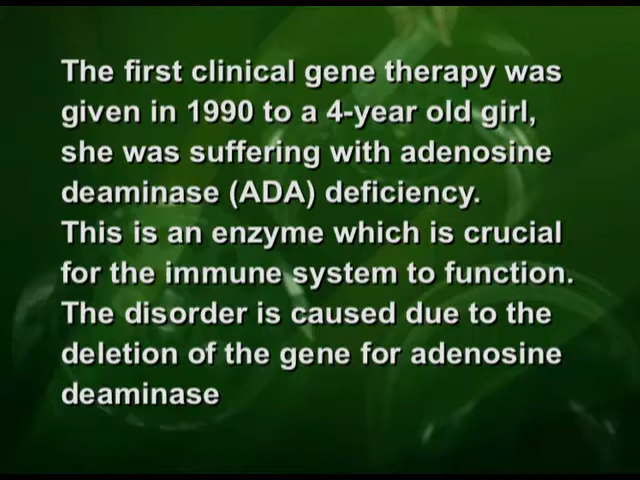 The first clinical gene therapy was
given in 1990 to a 4-year old girl,
she was suffering with adenosine
deaminase (ADA) deficiency.
This is an enzyme which is crucial
for the immune system to function.
The disorder is caused due to the
deletion of the gene for adenosine
deaminase